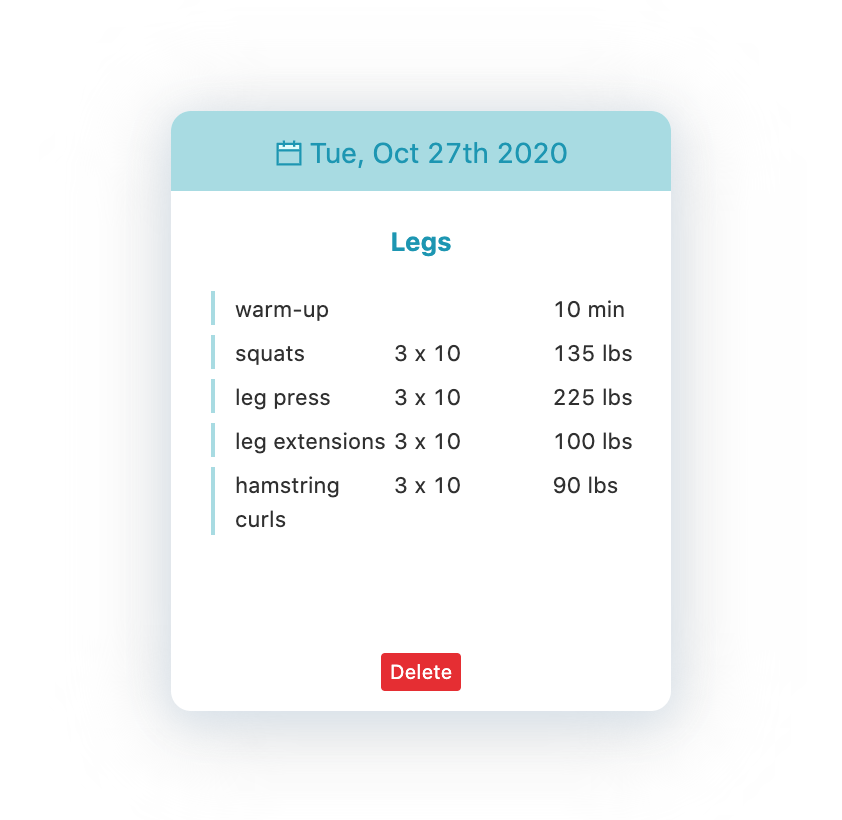 Tue, Oct 27th 2020
Legs
warm-up 10 min
squats 3 x 10 135 lbs
leg press 3 x 10 225 lbs
leg extensions 3 x 10 100 lbs
hamstring 3 x 10 90 lbs
curls
Delete